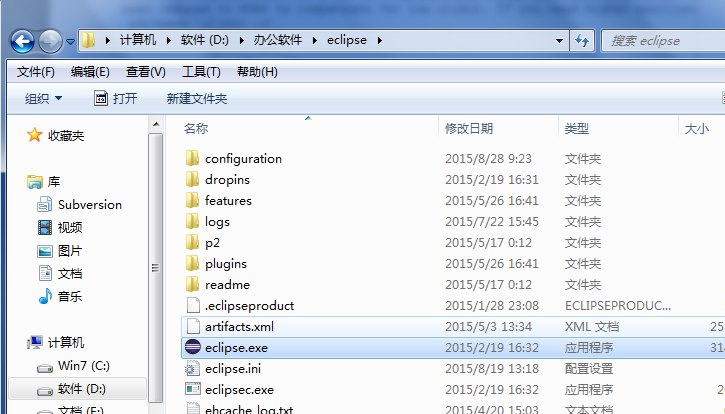 计算机 ▸ 软件 (D:) ▸ 办公软件 ▸ eclipse ▸ 搜索 eclipse
文件(F) 编辑(E) 查看(V) 工具(T) 帮助(H)
组织 打开 新建文件夹
名称 修改日期 类型 大小
收藏夹
库
Subversion
视频
图片
文档
音乐
计算机
Win7 (C:)
软件 (D:)
文档 (E:)
configuration 2015/8/28 9:23 文件夹
dropins 2015/2/19 16:31 文件夹
features 2015/5/26 16:41 文件夹
logs 2015/7/22 15:45 文件夹
p2 2015/5/17 0:12 文件夹
plugins 2015/5/26 16:41 文件夹
readme 2015/5/17 0:12 文件夹
.eclipseproduct 2015/1/28 23:08 ECLIPSEPRODUC...
artifacts.xml 2015/5/3 13:34 XML 文档 25
eclipse.exe 2015/2/19 16:32 应用程序 314
eclipse.ini 2015/8/19 13:18 配置设置
eclipsec.exe 2015/2/19 16:32 应用程序 26
ehcache_log.txt 2015/4/20 15:03 文本文档